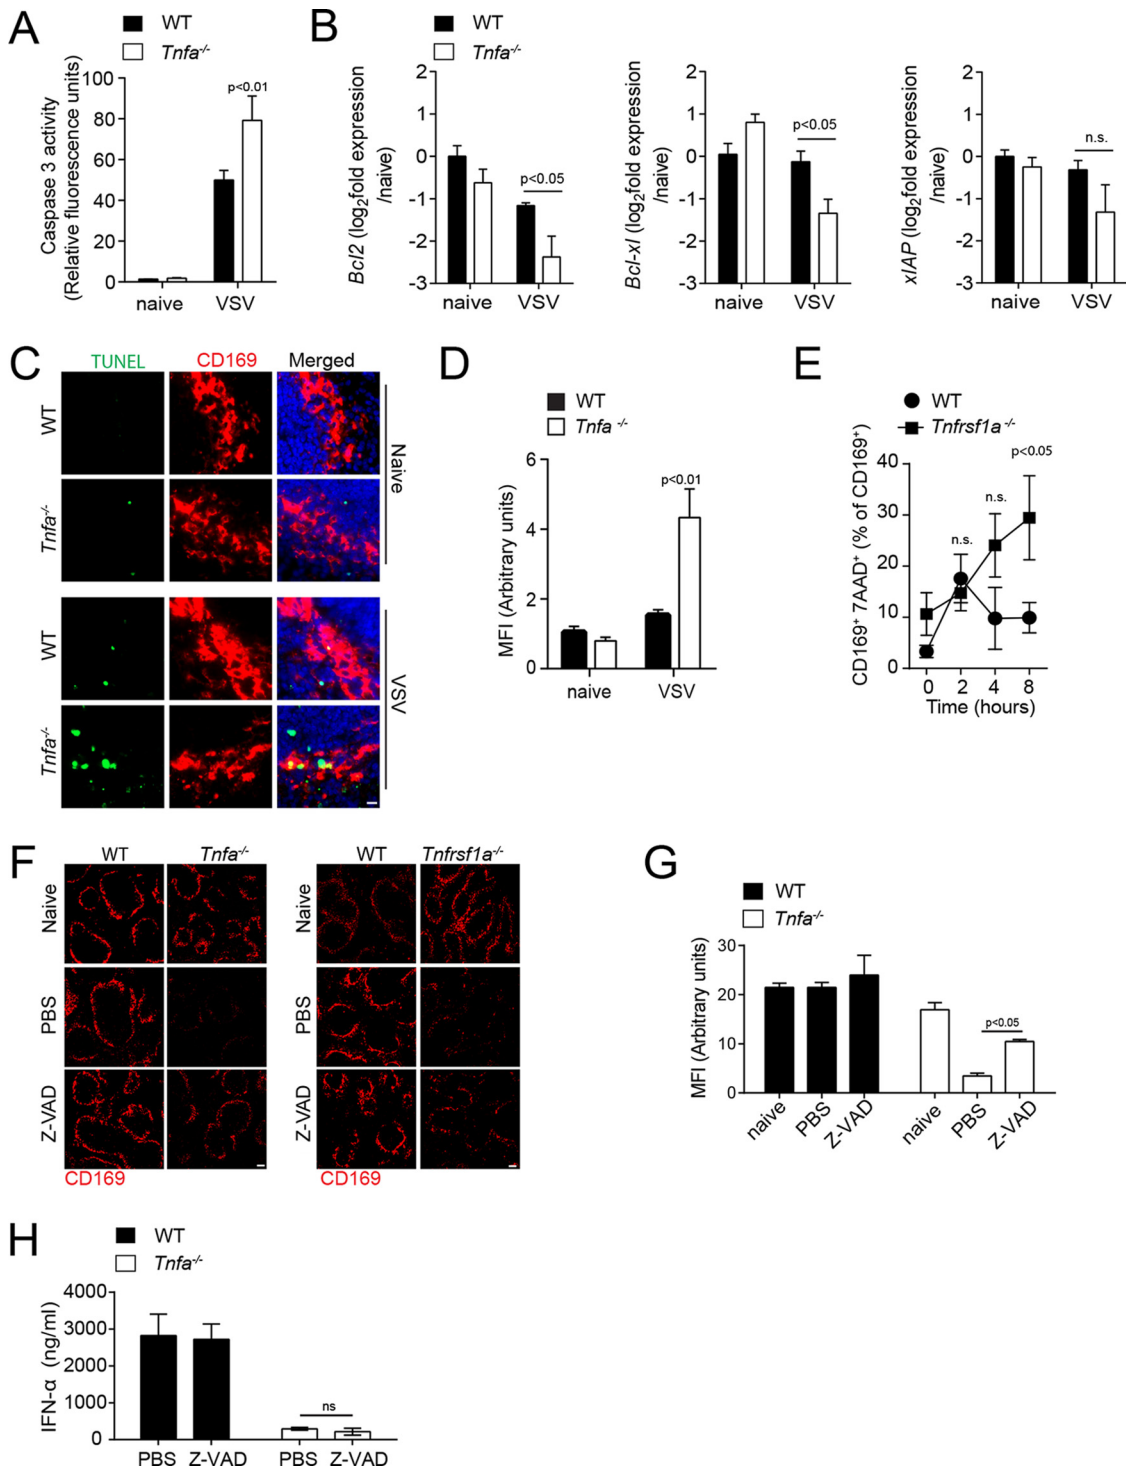 A
WT
Tnfa-/-
Caspase 3 activity
(Relative fluorescence units)
100
80
60
40
20
0
p<0.01
naive
VSV
B
WT
Tnfa-/-
Bcl2 (log2fold expression
/naive)
2
1
0
-1
-2
-3
p<0.05
naive
VSV
Bcl-xl (log2fold expression
/naive)
2
1
0
-1
-2
-3
p<0.05
naive
VSV
xIAP (log2fold expression
/naive)
2
1
0
-1
-2
-3
n.s.
naive
VSV
C
TUNEL
CD169
Merged
WT
Tnfa-/-
Naive
WT
Tnfa-/-
VSV
D
WT
Tnfa -/-
MFI (Arbitrary units)
6
4
2
0
p<0.01
naive
VSV
E
WT
Tnfrsf1a-/-
CD169+ 7AAD+ (% of CD169+)
40
30
20
10
0
n.s.
n.s.
p<0.05
0 2 4 8
Time (hours)
F
WT
Tnfa-/-
WT
Tnfrsf1a-/-
Naive
PBS
Z-VAD
CD169
Naive
PBS
Z-VAD
CD169
G
WT
Tnfa-/-
MFI (Arbitrary units)
30
20
10
0
p<0.05
naive
PBS
Z-VAD
naive
PBS
Z-VAD
H
WT
Tnfa-/-
IFN-α (ng/ml)
4000
3000
2000
1000
0
ns
PBS Z-VAD PBS Z-VAD